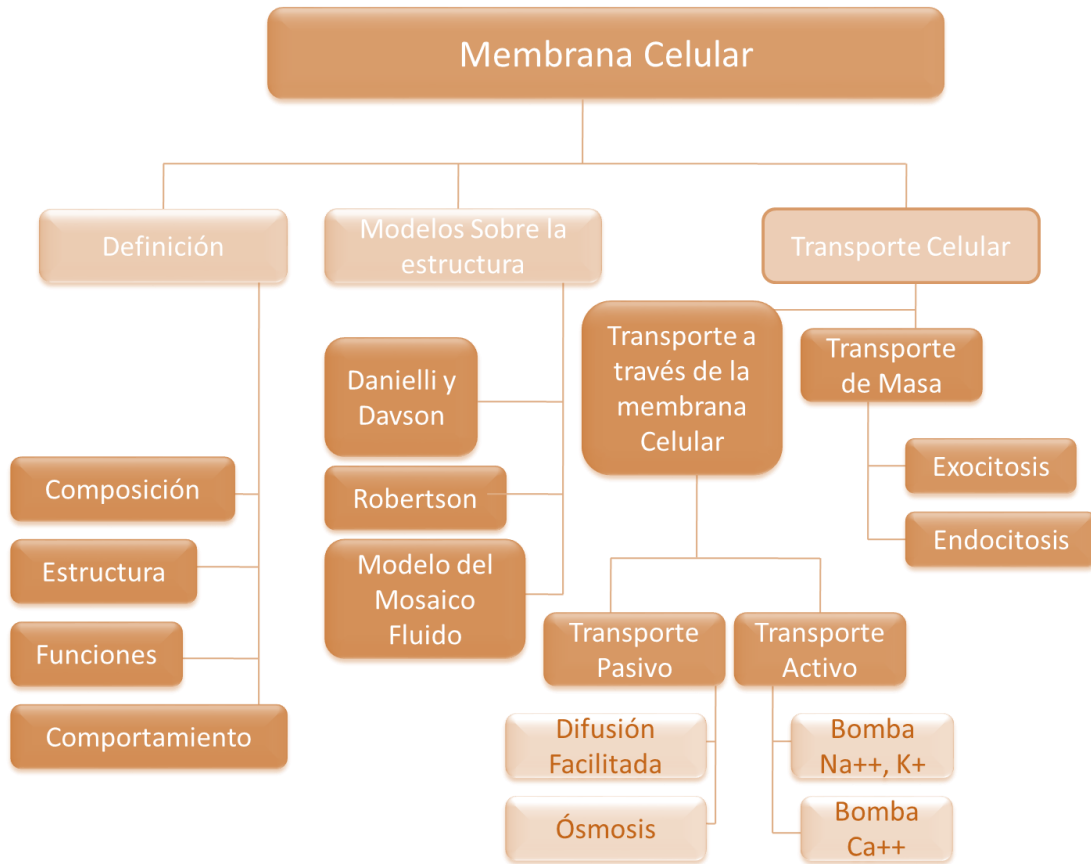 Membrana Celular
Definición
Composición
Estructura
Funciones
Comportamiento
Modelos Sobre la
estructura
Danielli y
Davson
Robertson
Modelo del
Mosaico
Fluido
Transporte Celular
Transporte a
través de la
membrana
Celular
Transporte
Pasivo
Difusión
Facilitada
Ósmosis
Transporte
Activo
Bomba
Na++, K+
Bomba
Ca++
Transporte
de Masa
Exocitosis
Endocitosis